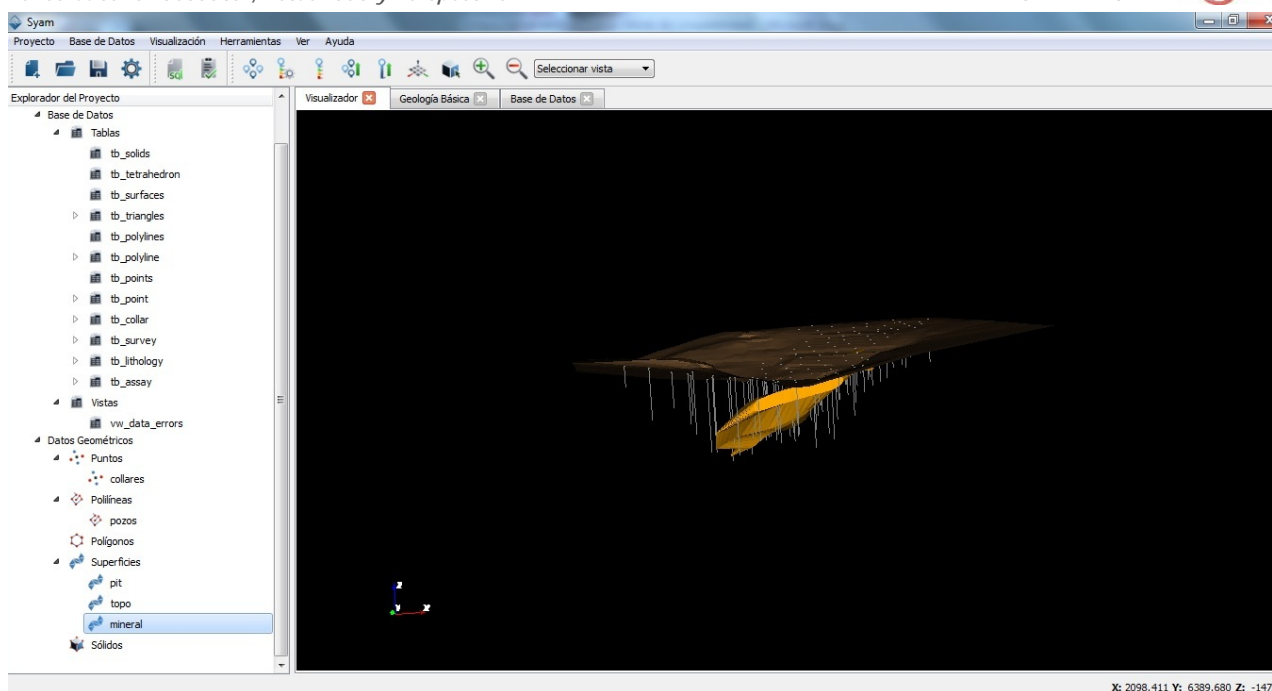 Syam
Proyecto Base de Datos Visualización Herramientas Ver Ayuda
SQL Seleccionar vista
Explorador del Proyecto
Visualizador Geología Básica Base de Datos
Base de Datos
Tablas
tb_solids
tb_tetrahedron
tb_surfaces
tb_triangles
tb_polylines
tb_polyline
tb_points
tb_point
tb_collar
tb_survey
tb_lithology
tb_assay
Vistas
vw_data_errors
Datos Geométricos
Puntos
collares
Polilíneas
pozos
Polígonos
Superficies
pit
topo
mineral
Sólidos
Z
Y X
X: 2098.411 Y: 6389.680 Z: -147